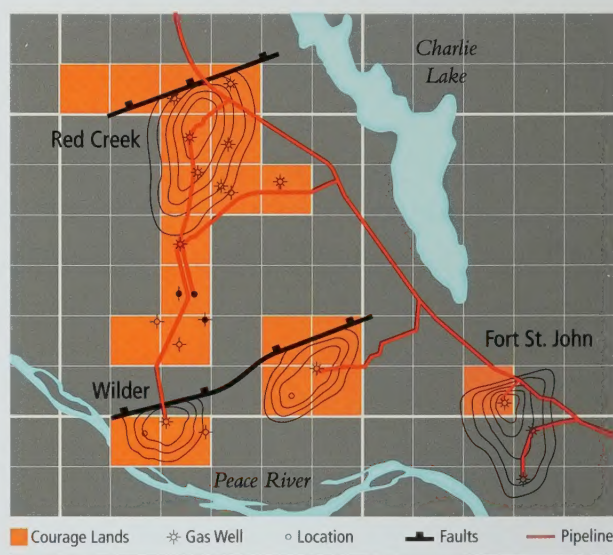 Charlie
Lake
Red Creek
Fort St. John
Wilder
Peace River
Courage Lands
Gas Well
Location
Faults
Pipeline